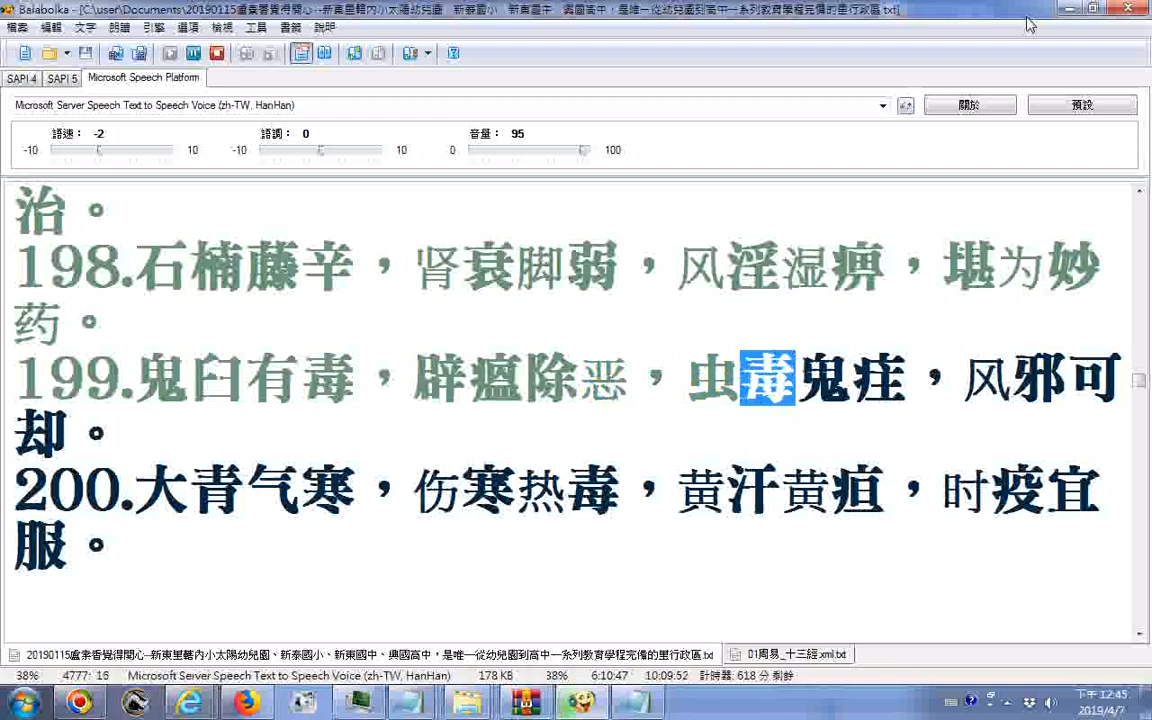 Balabolka - [C:\user\Documents\20190115盧絫香覺得開心--新東里轄內小太陽幼兒園、新泰國小、新東國中、興國高中，是唯一從幼兒園到高中一系列教育學程完備的里行政區.txt]
檔案 編輯 文字 朗讀 引擎 選項 檢視 工具 書籤 說明
SAPI 4 SAPI 5 Microsoft Speech Platform
Microsoft Server Speech Text to Speech Voice (zh-TW, HanHan) 關於 預設
語速： -2 語調： 0 音量： 95
-10 10 -10 10 0 100
治。
198.石楠藤辛，肾衰脚弱，风淫湿痹，堪为妙
药。
199.鬼臼有毒，辟瘟除恶，虫毒鬼疰，风邪可
却。
200.大青气寒，伤寒热毒，黄汗黄疸，时疫宜
服。
20190115盧絫香覺得開心--新東里轄內小太陽幼兒園、新泰國小、新東國中、興國高中，是唯一從幼兒園到高中一系列教育學程完備的里行政區.txt 01周易_十三經.xml.txt
38% 4777: 16 Microsoft Server Speech Text to Speech Voice (zh-TW, HanHan) 178 KB 38% 6:10:47 10:09:52 計時器: 618 分 剩餘
下午 12:45
2019/4/7